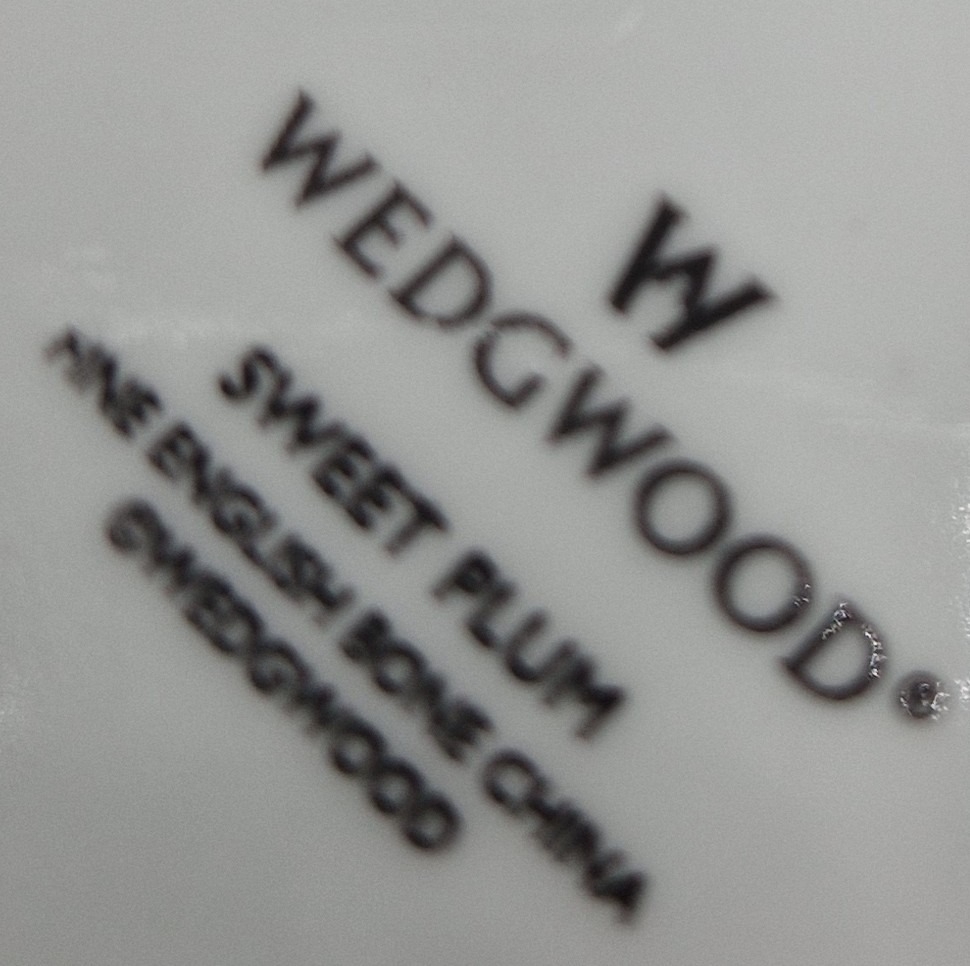 W
WEDGWOOD®
SWEET PLUM
FINE ENGLISH BONE CHINA
©WEDGWOOD